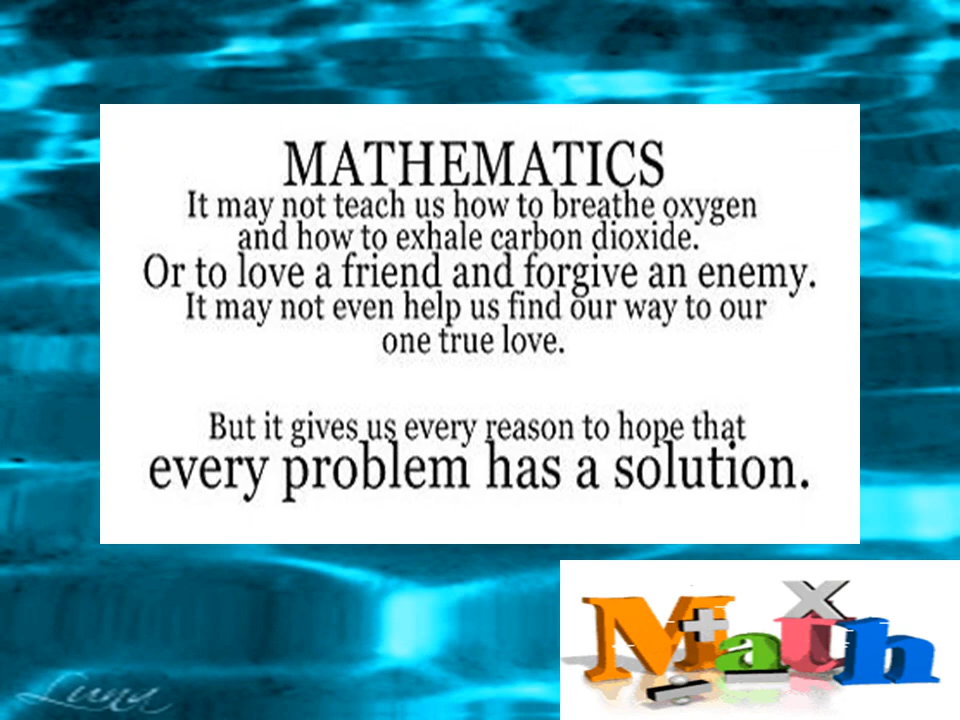 MATHEMATICS
It may not teach us how to breathe oxygen
and how to exhale carbon dioxide.
Or to love a friend and forgive an enemy.
It may not even help us find our way to our
one true love.
But it gives us every reason to hope that
every problem has a solution.
Math
Luna